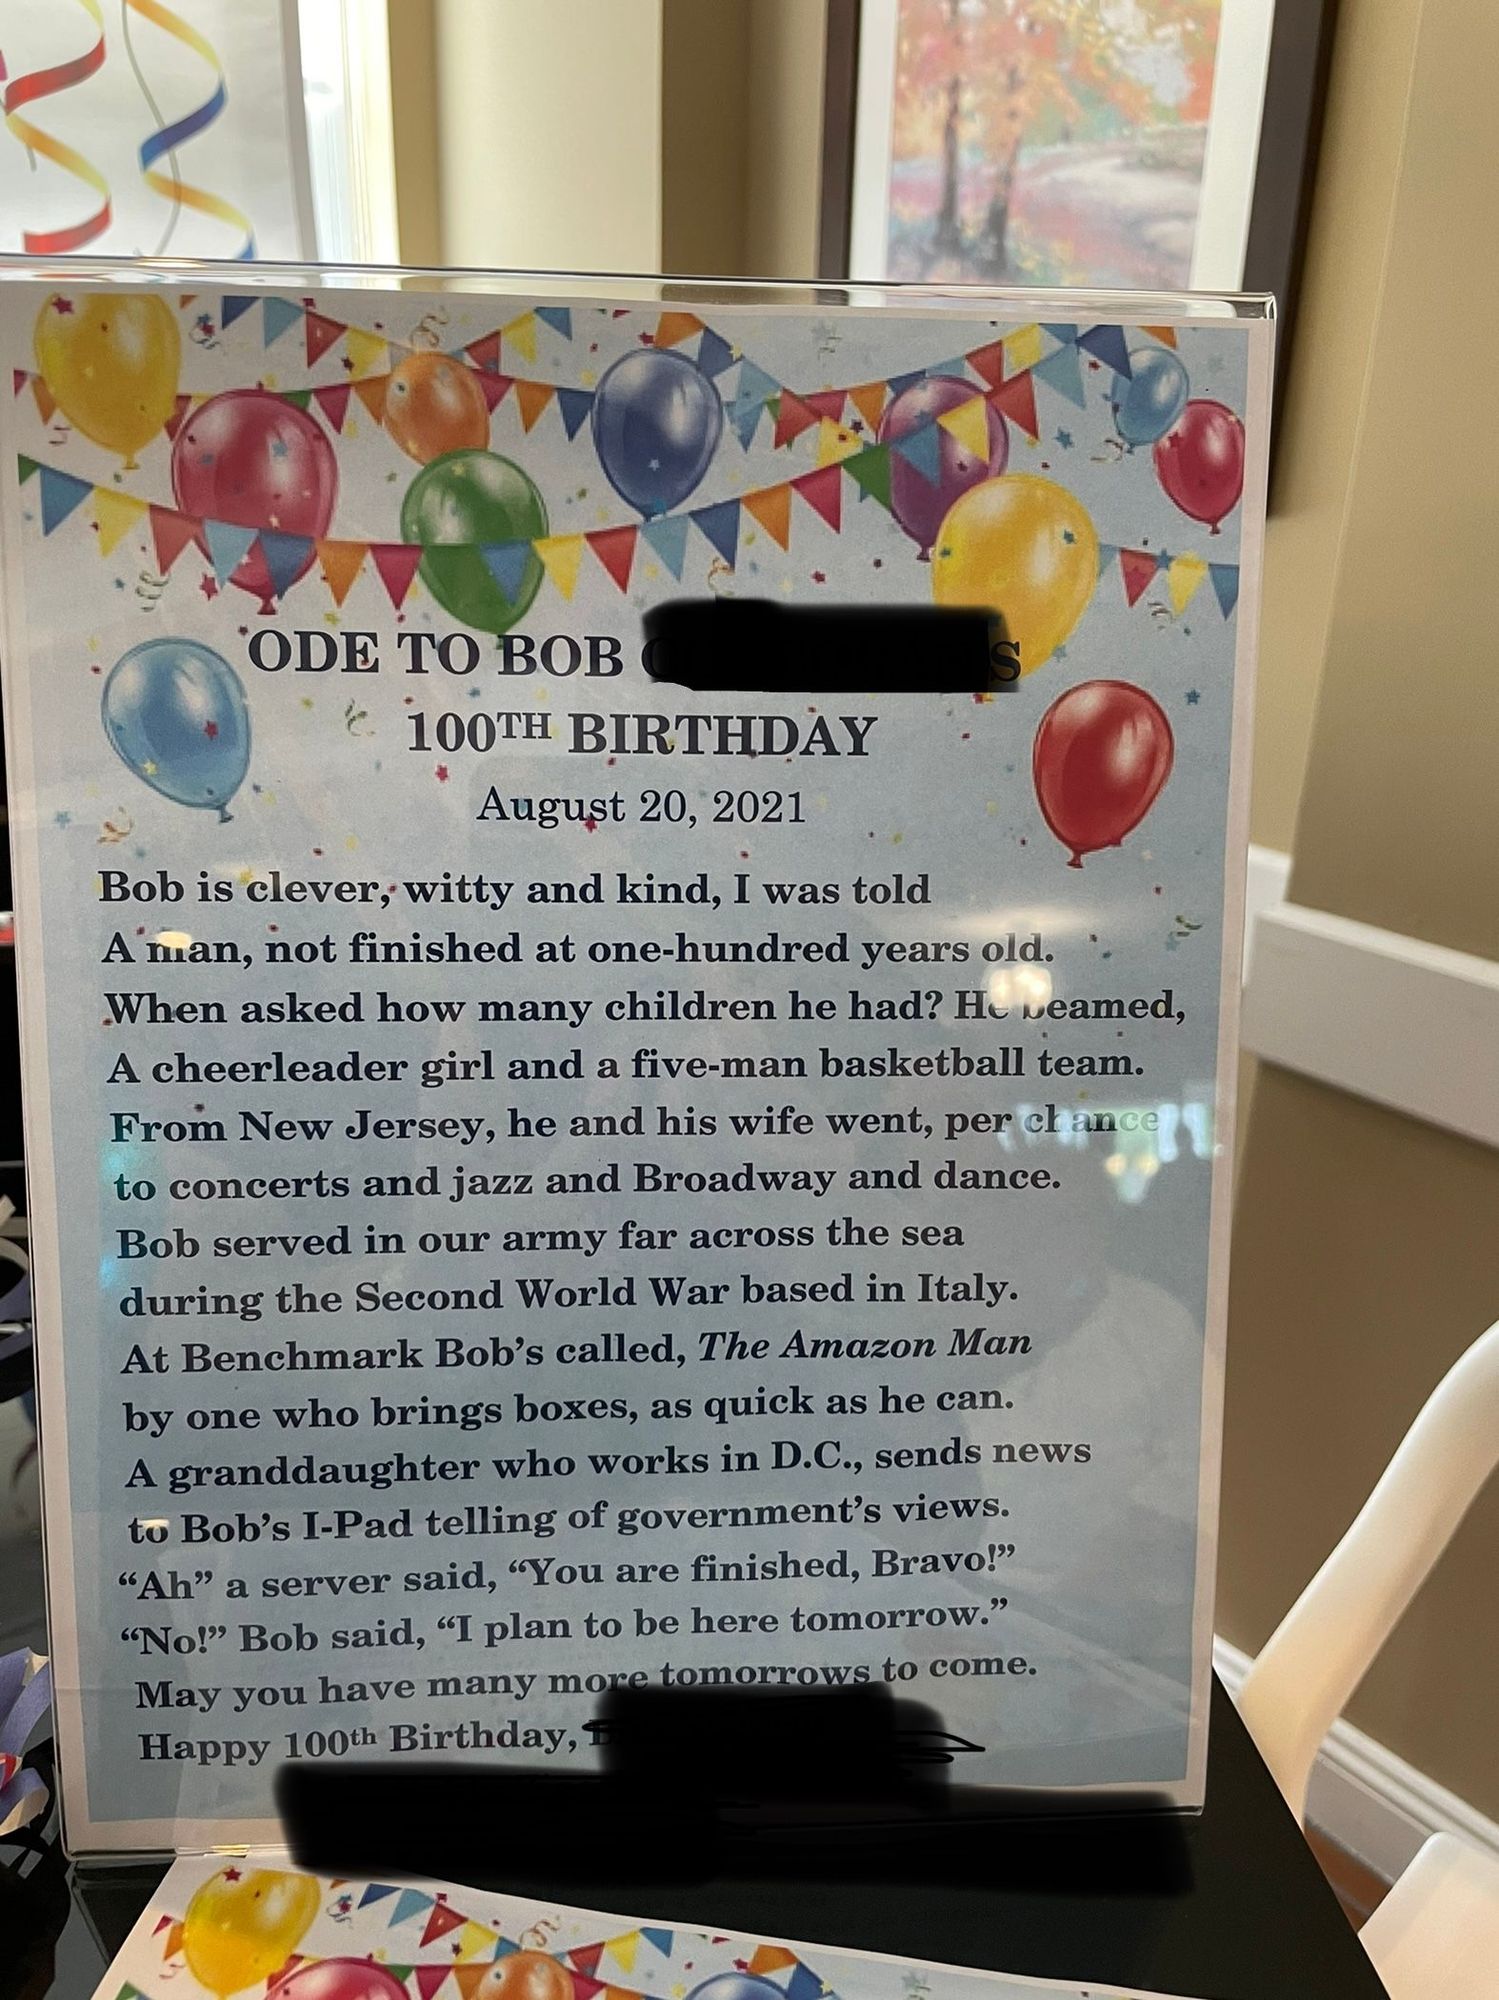 ODE TO BOB
100TH BIRTHDAY
August 20, 2021
Bob is clever, witty and kind, I was told
A man, not finished at one-hundred years old.
When asked how many children he had? He beamed,
A cheerleader girl and a five-man basketball team.
From New Jersey, he and his wife went, per chance
to concerts and jazz and Broadway and dance.
Bob served in our army far across the sea
during the Second World War based in Italy.
At Benchmark Bob's called, The Amazon Man
by one who brings boxes, as quick as he can.
A granddaughter who works in D.C., sends news
to Bob's I-Pad telling of government's views.
“Ah” a server said, “You are finished, Bravo!”
“No!” Bob said, “I plan to be here tomorrow.”
May you have many more tomorrows to come.
Happy 100th Birthday,